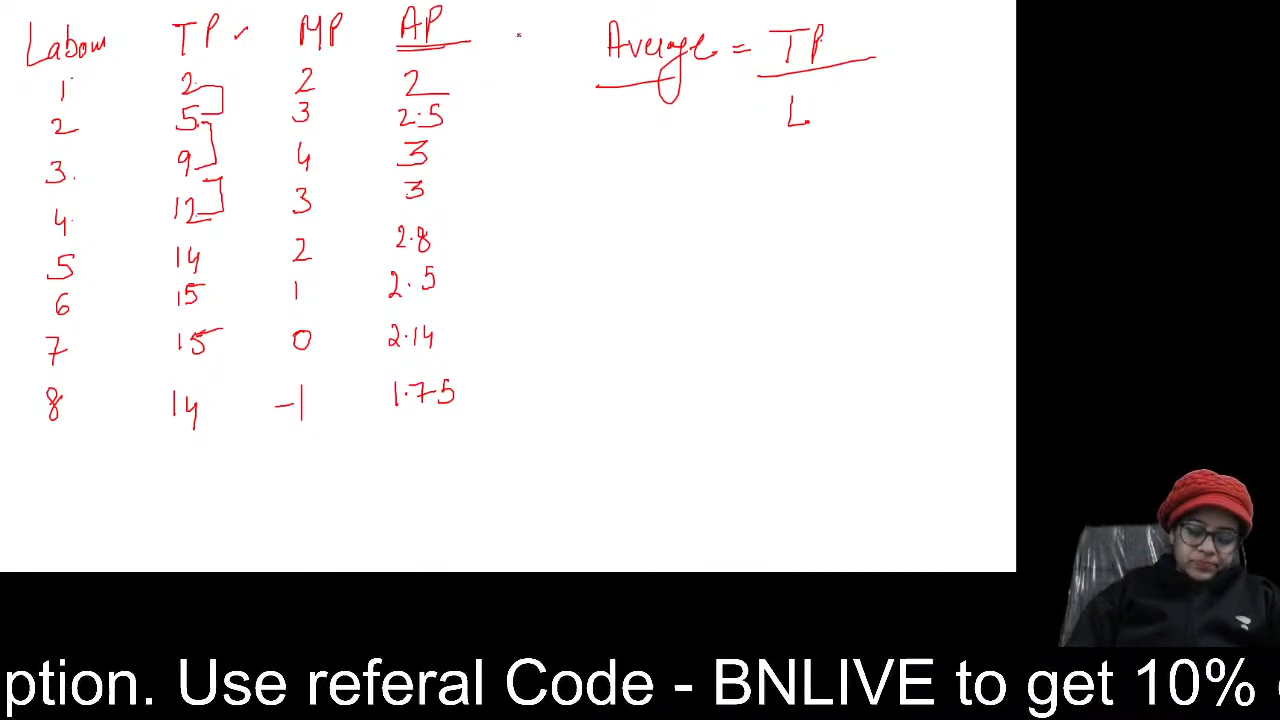 Labour TP MP AP
1 2 2 2
2 5 3 2.5
3. 9 4 3
4. 12 3 3
5 14 2 2.8
6 15 1 2.5
7 15 0 2.14
8 14 -1 1.75
Average = TP
L
ption. Use referal Code - BNLIVE to get 10%